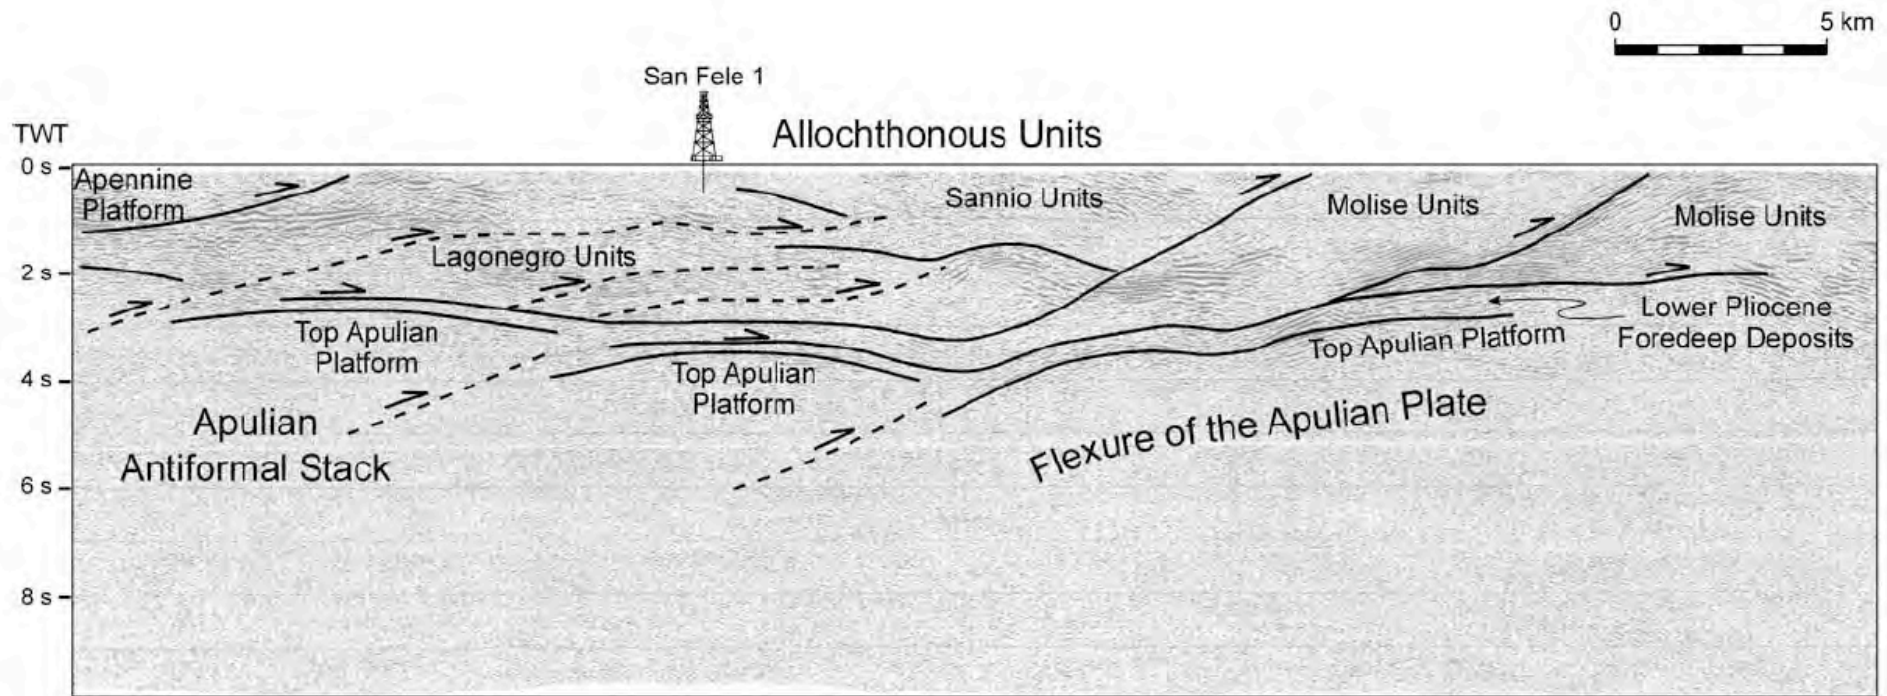 0 5 km
San Fele 1
TWT
Allochthonous Units
0 s
Apennine
Platform
Sannio Units
Molise Units
Molise Units
Lagonegro Units
2 s
Top Apulian
Platform
Lower Pliocene
Foredeep Deposits
Top Apulian Platform
4 s
Top Apulian
Platform
Apulian
Antiformal Stack
Flexure of the Apulian Plate
6 s
8 s